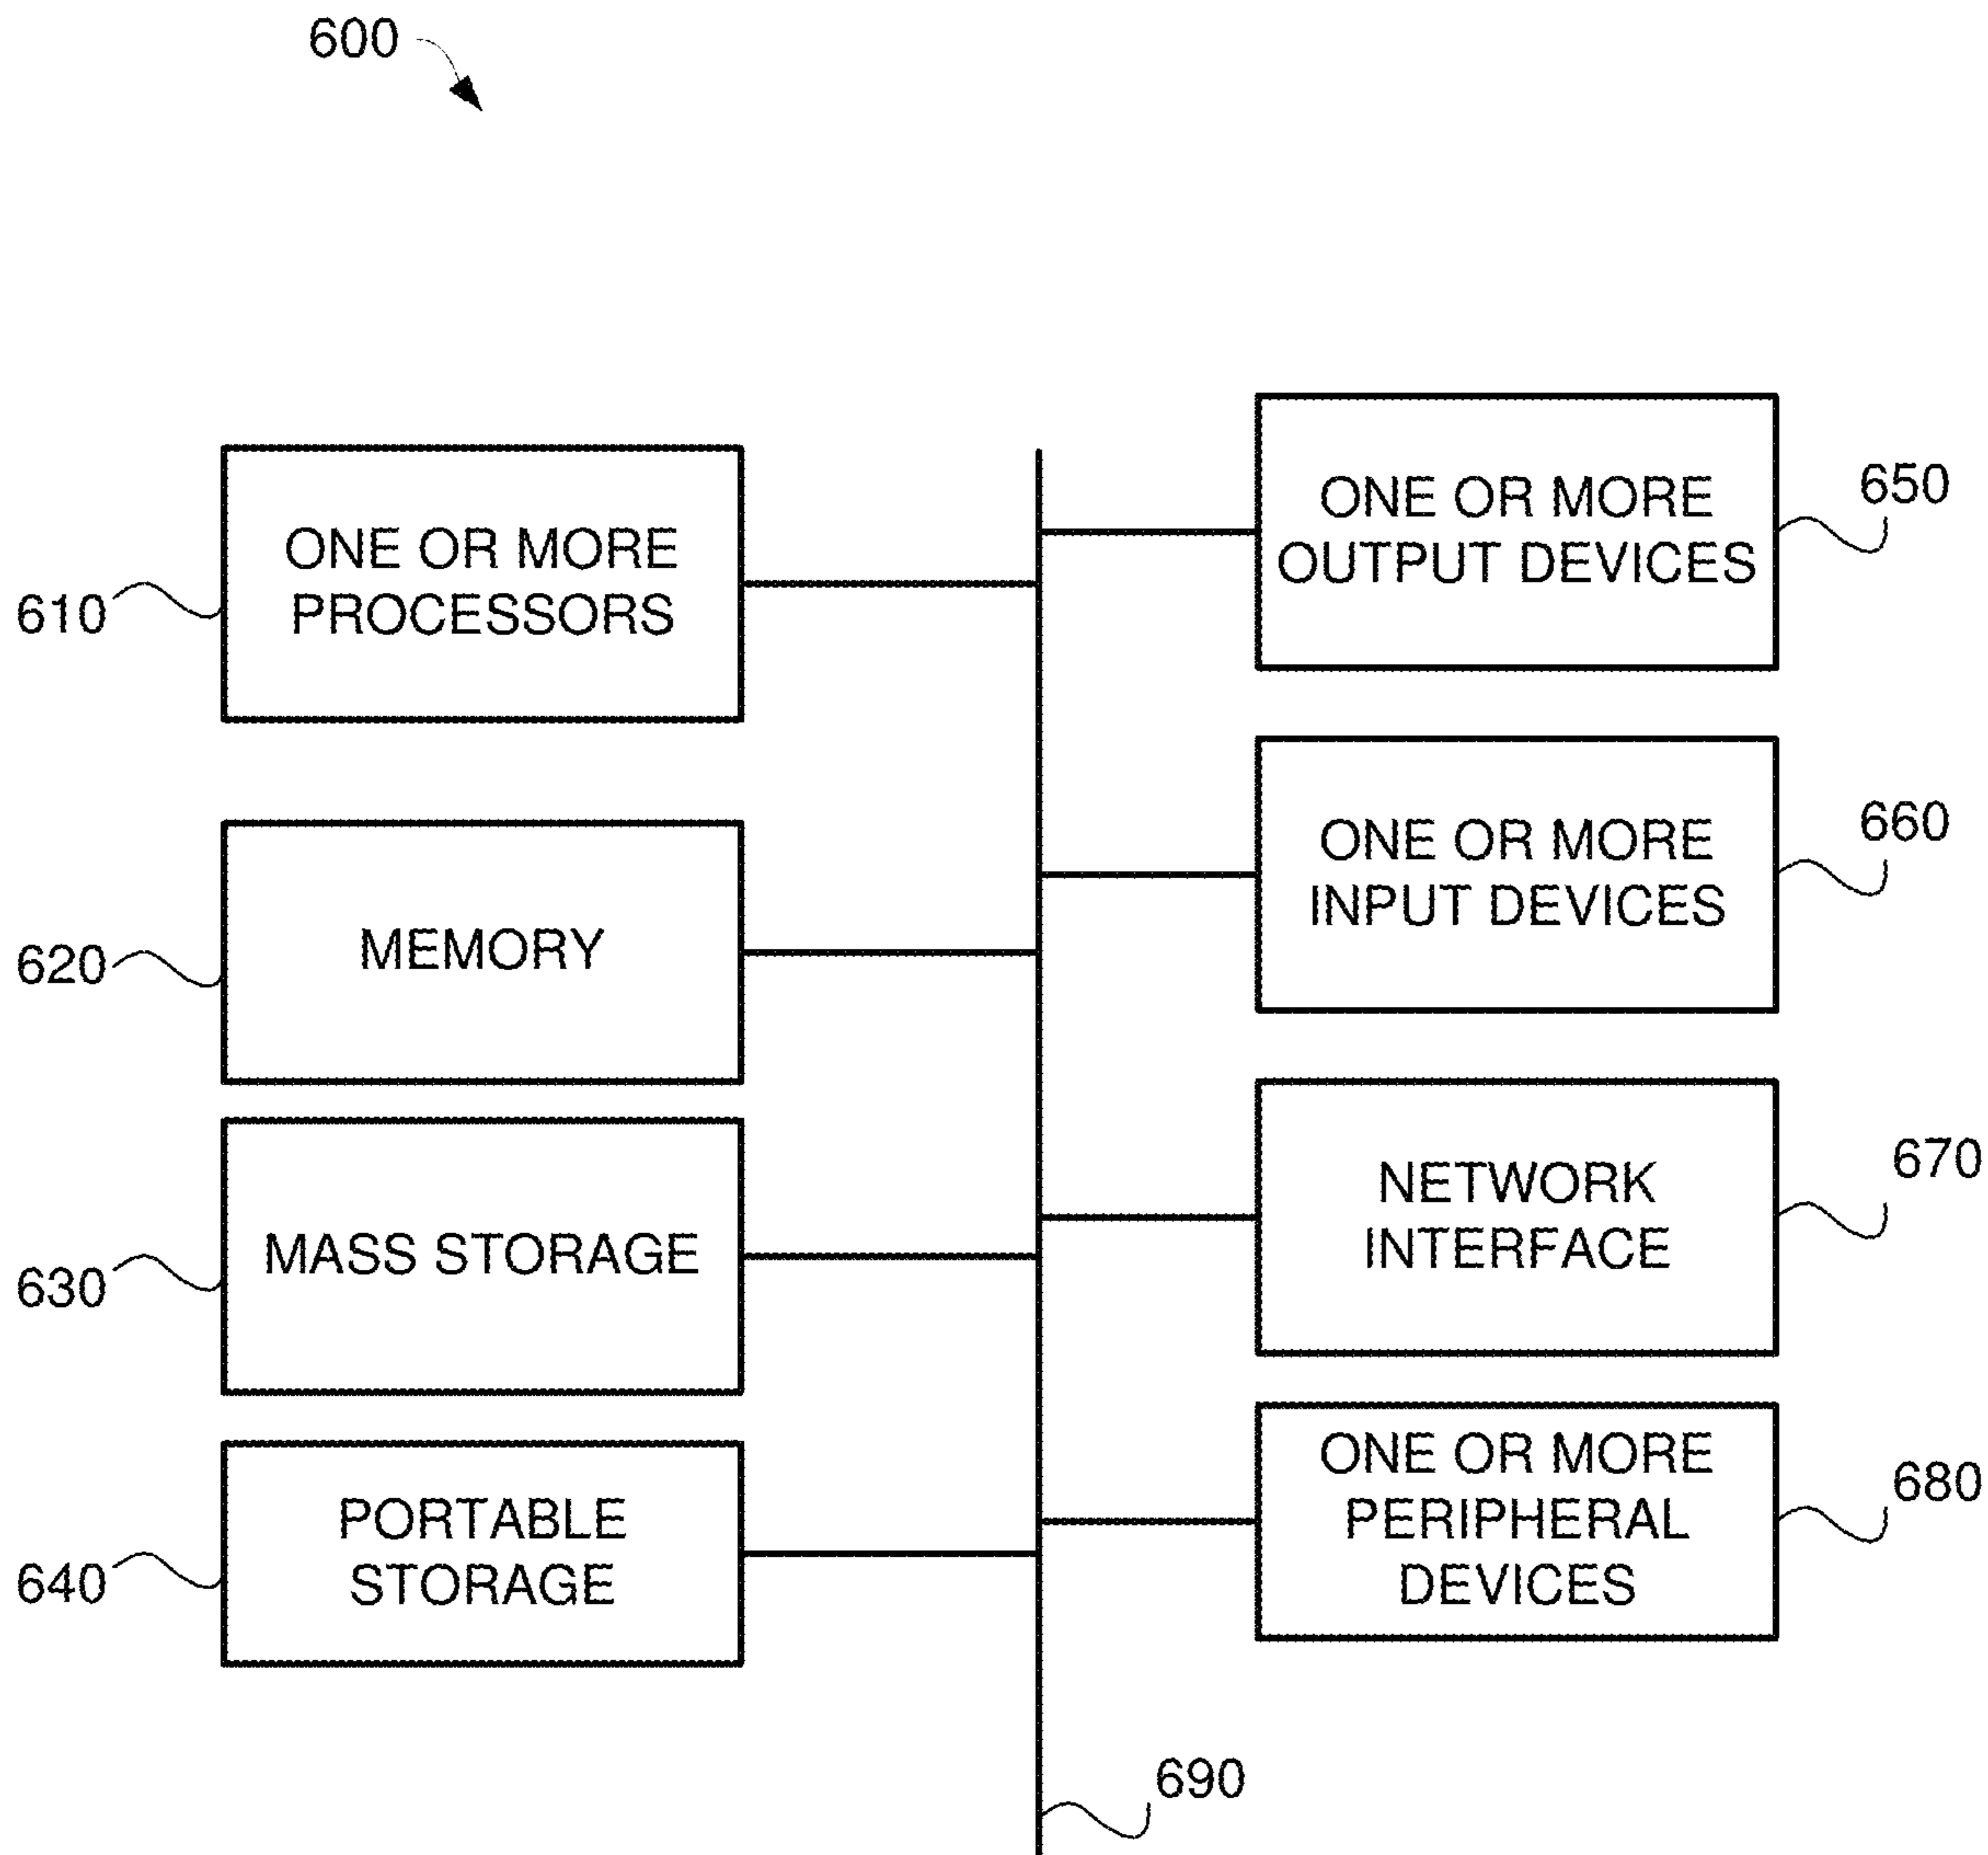 600
ONE OR MORE
PROCESSORS
610
MEMORY
620
MASS STORAGE
630
PORTABLE
STORAGE
640
ONE OR MORE
OUTPUT DEVICES
650
ONE OR MORE
INPUT DEVICES
660
NETWORK
INTERFACE
670
ONE OR MORE
PERIPHERAL
DEVICES
680
690